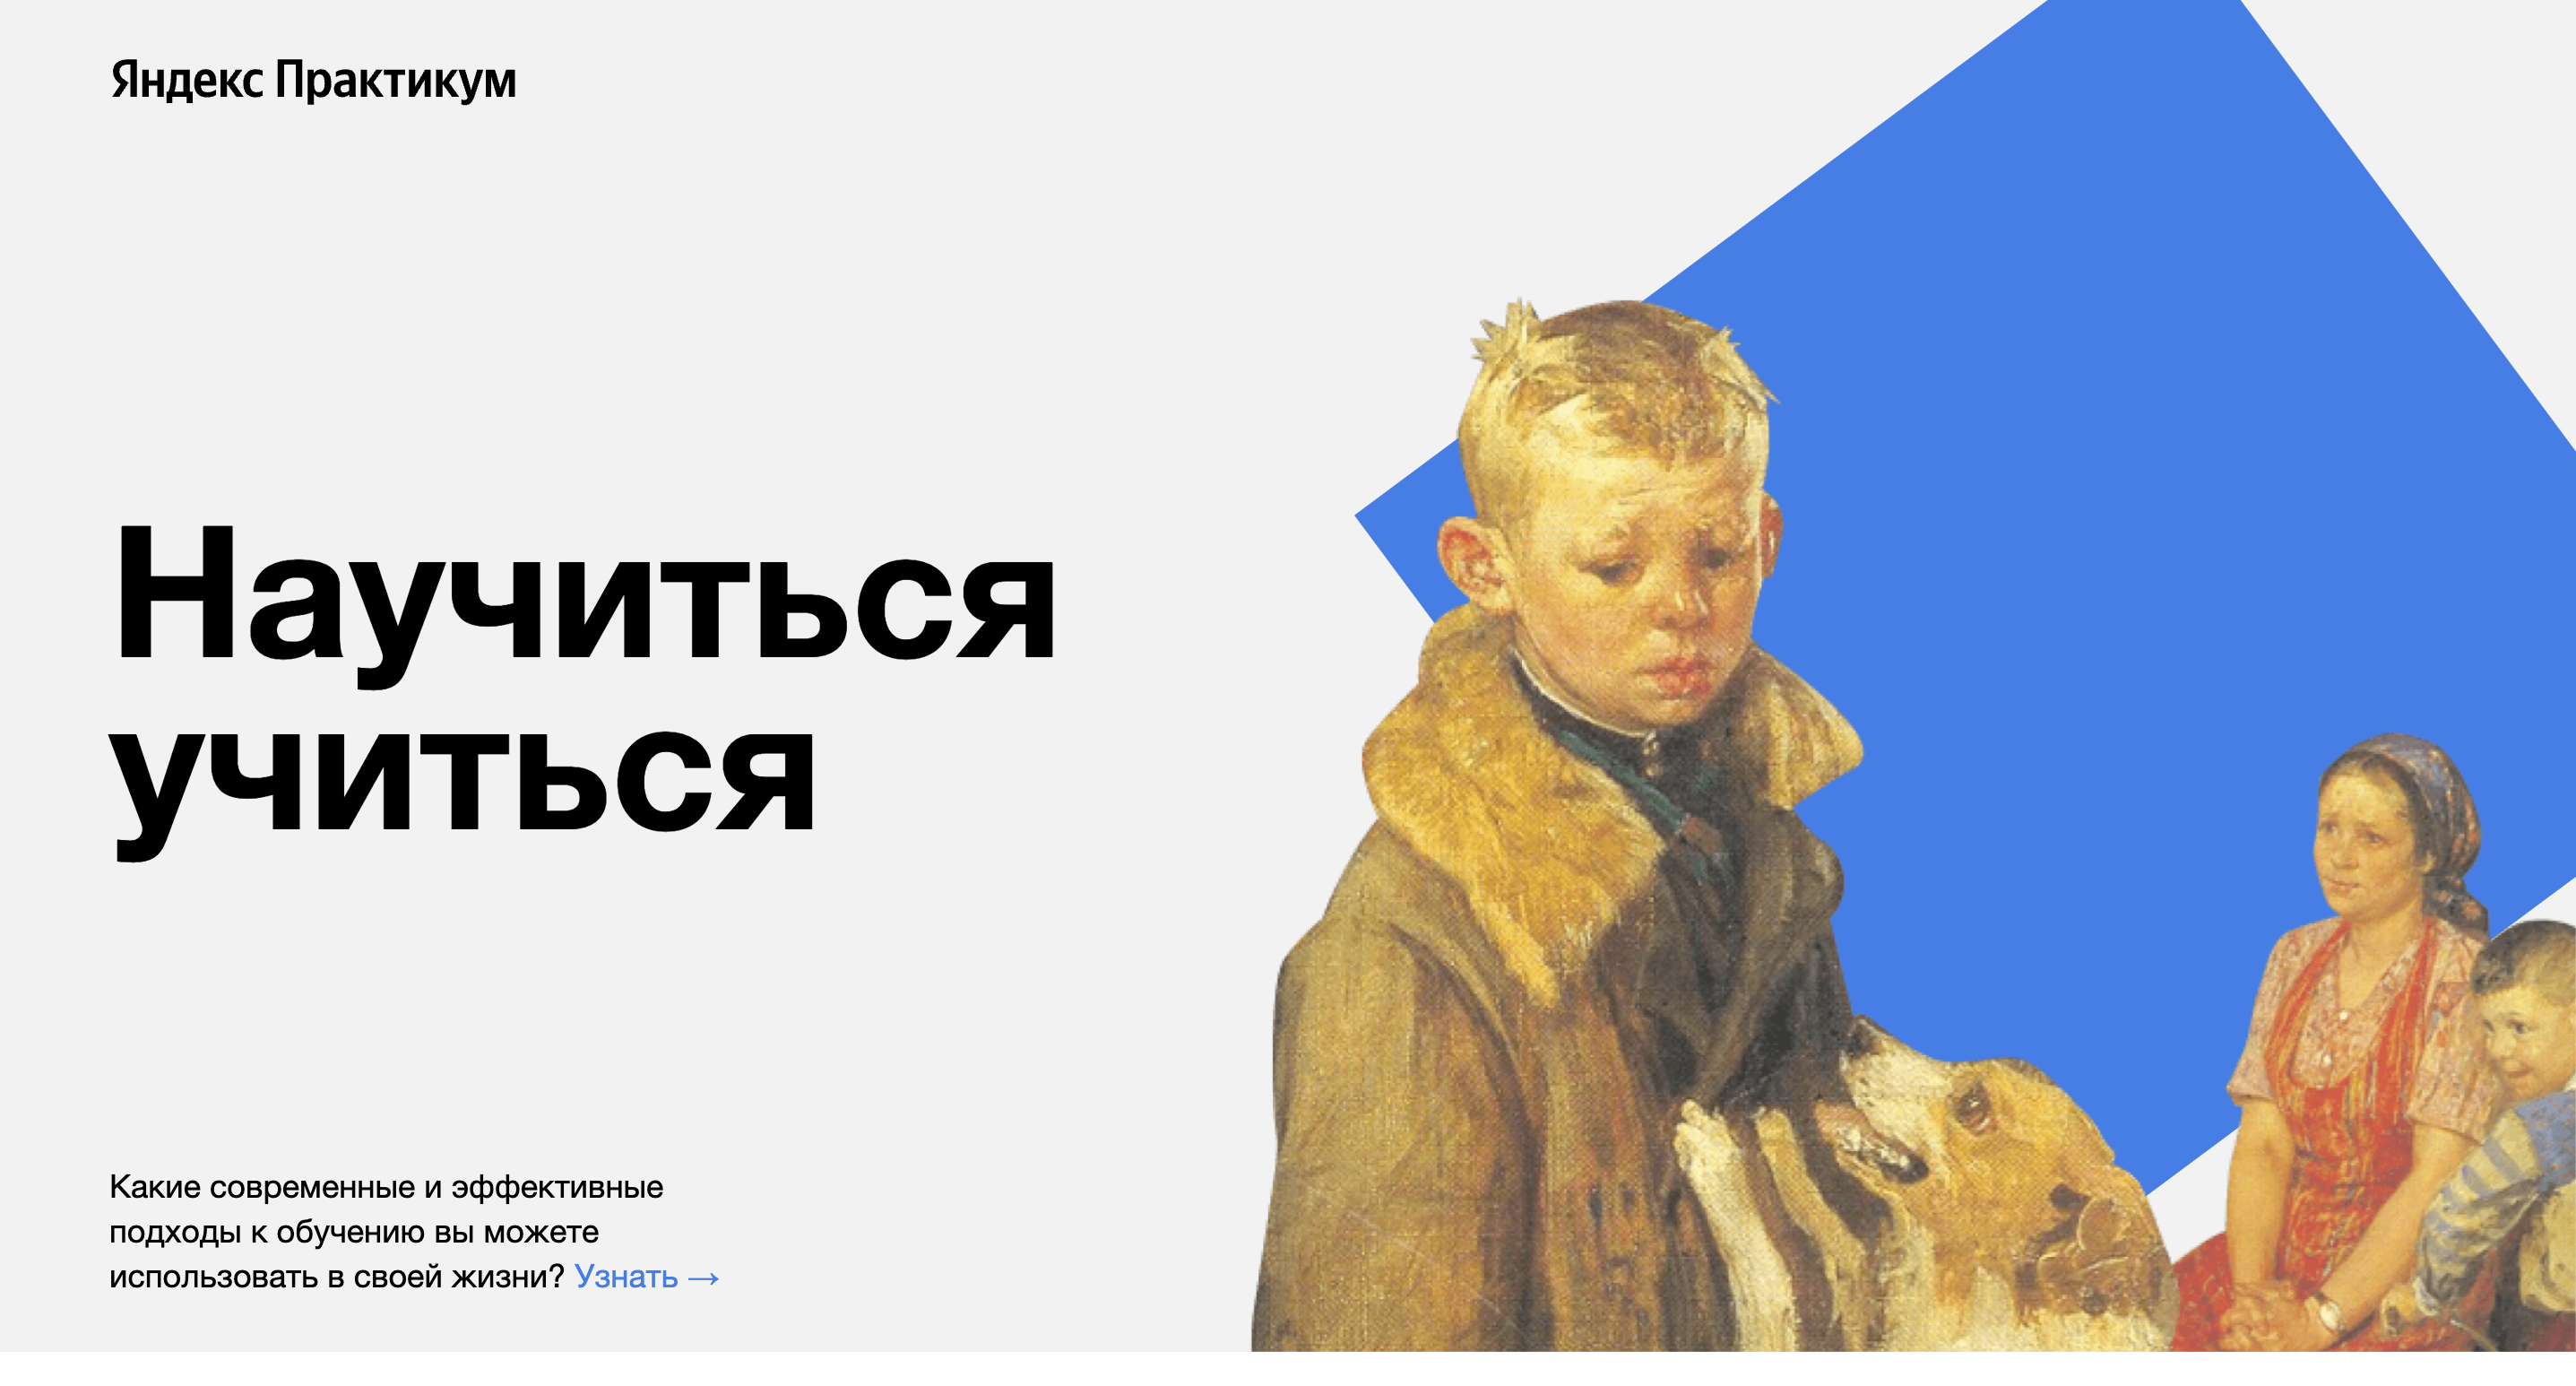 Яндекс Практикум
Научиться
учиться
Какие современные и эффективные
подходы к обучению вы можете
использовать в своей жизни? Узнать →